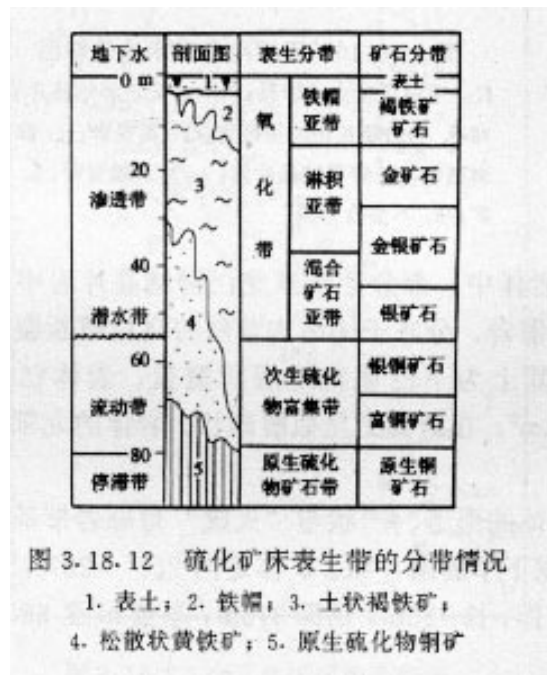 地下水 剖面图 表生分带 矿石分带
0 m 1 表土
2 铁帽 褐铁矿
亚带 矿石
氧
20 淋损 金矿石
渗透带 3 化 亚带
金银矿石
40 带 混合
矿石 银矿石
潜水带 4 亚带
60 次生硫化 银铜矿石
流动带 物富集带 富铜矿石
80 原生硫化 原生铜
停滞带 5 物矿石带 矿石
图 3·18·12 硫化矿床表生带的分带情况
1. 表土；2. 铁帽；3. 土状褐铁矿；
4. 松散状黄铁矿；5. 原生硫化物铜矿